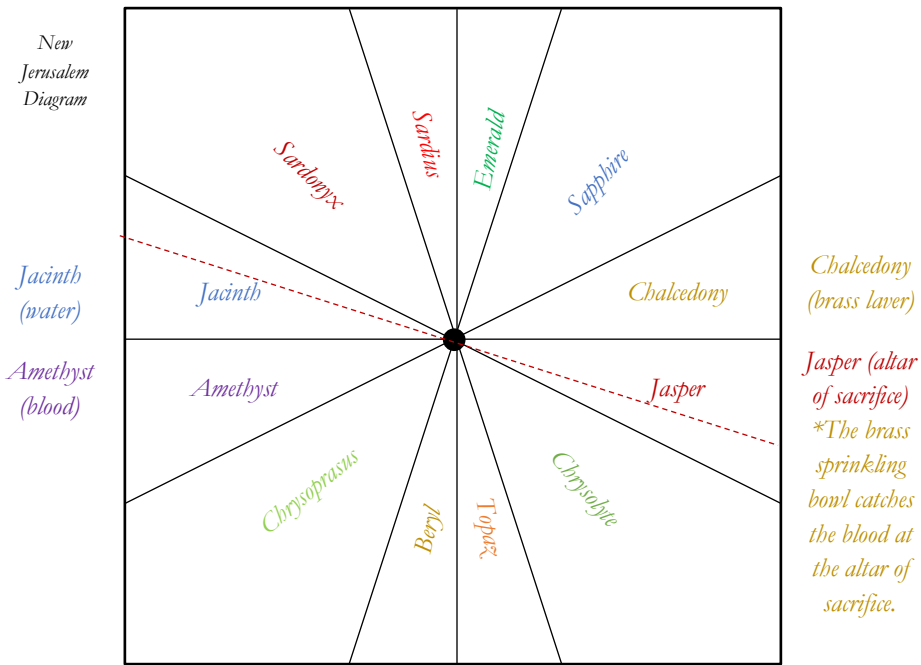 New
Jerusalem
Diagram
Sardonyx
Sardius
Emerald
Sapphire
Jacinth
(water)
Jacinth
Chalcedony
Chalcedony
(brass laver)
Amethyst
(blood)
Amethyst
Jasper
Jasper (altar
of sacrifice)
*The brass
sprinkling
bowl catches
the blood at
the altar of
sacrifice.
Chrysoprasus
Beryl
Topaz
Chrysolyte